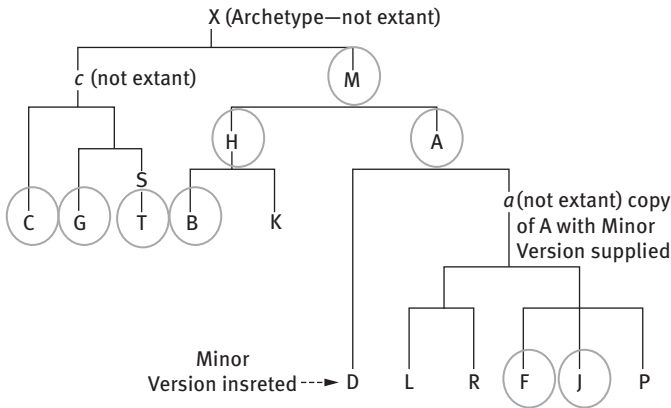 X (Archetype—not extant)
c (not extant)
M
H
A
S
C
G
T
B
K
a (not extant) copy
of A with Minor
Version supplied
Minor
Version insreted
D
L
R
F
J
P